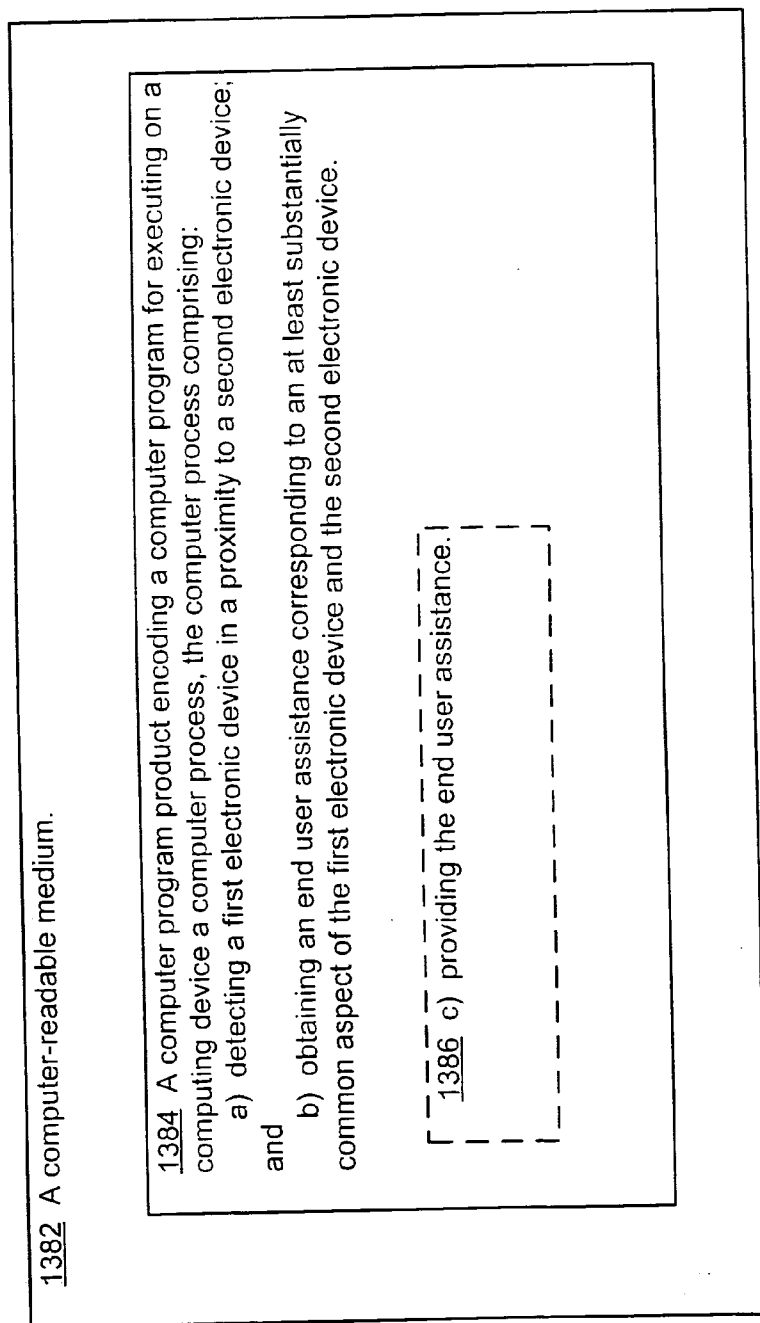 1382 A computer-readable medium.
1384 A computer program product encoding a computer program for executing on a
computing device a computer process, the computer process comprising:
a) detecting a first electronic device in a proximity to a second electronic device;
and
b) obtaining an end user assistance corresponding to an at least substantially
common aspect of the first electronic device and the second electronic device.
1386 c) providing the end user assistance.